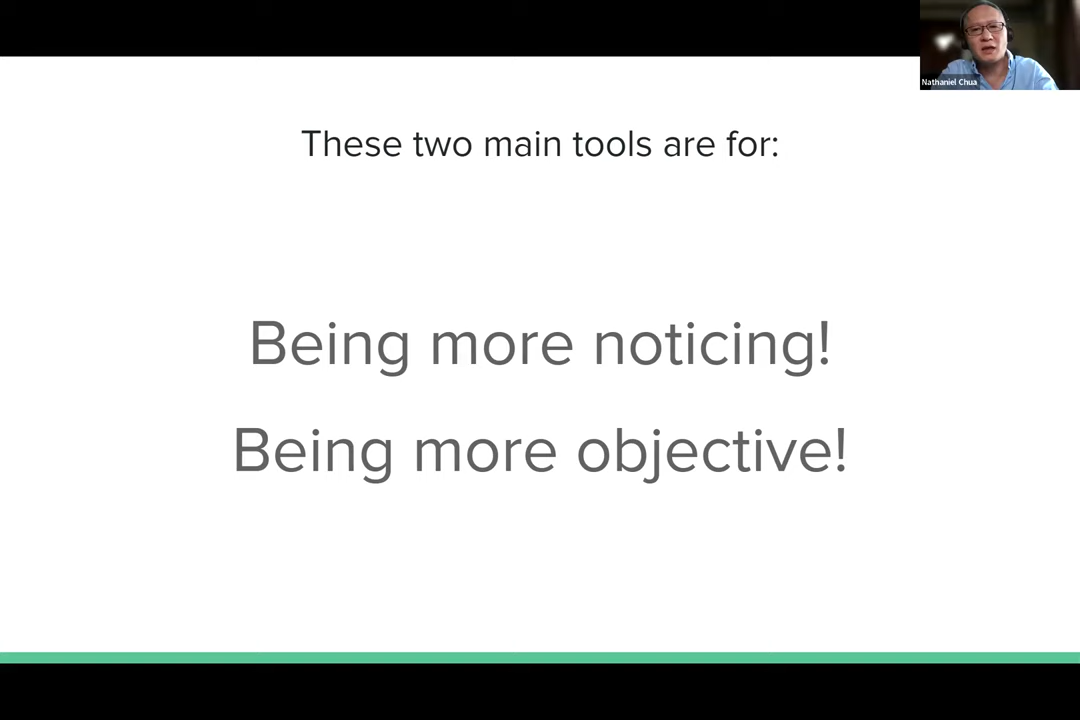 Nathaniel Chua
These two main tools are for:
Being more noticing!
Being more objective!